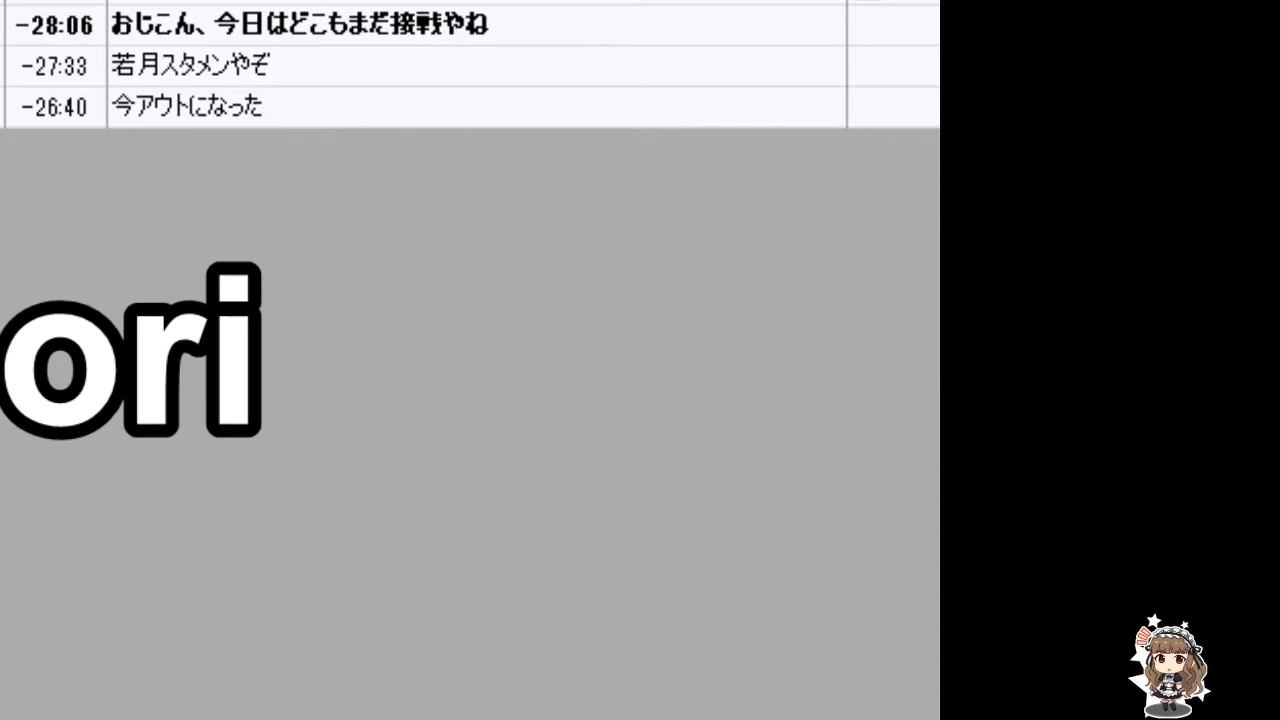 -28:06 おじこん、今日はどこもまだ接戦やね
-27:33 若月スタメンやぞ
-26:40 今アウトになった
ori